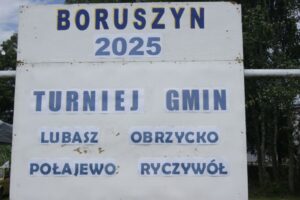 BORUSZYN
2025
TURNIEJ GMIN
LUBASZ OBRZYCKO
POŁAJEWO RYCZYWÓŁ